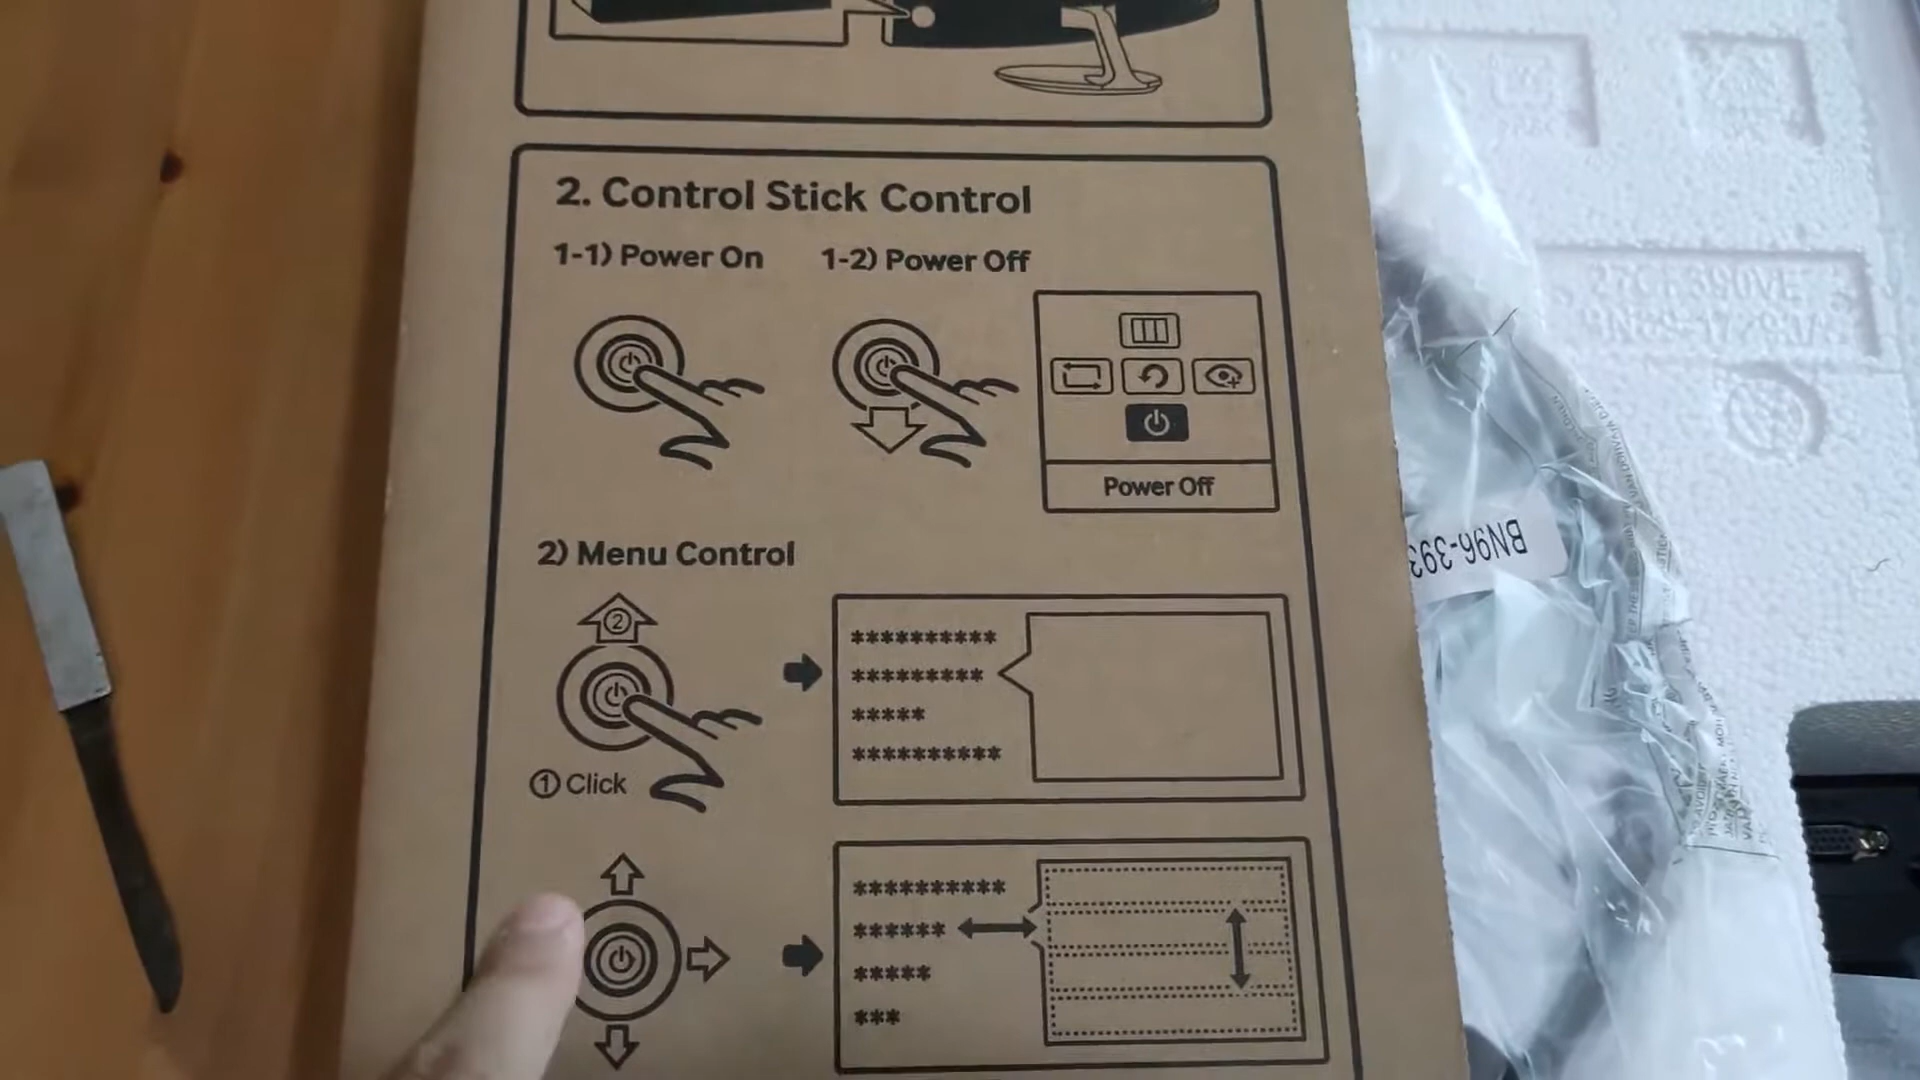 2. Control Stick Control
1-1) Power On
1-2) Power Off
Power Off
2) Menu Control
②
① Click
**********
*********
*****
**********
**********
******
*****
***
BN96-393